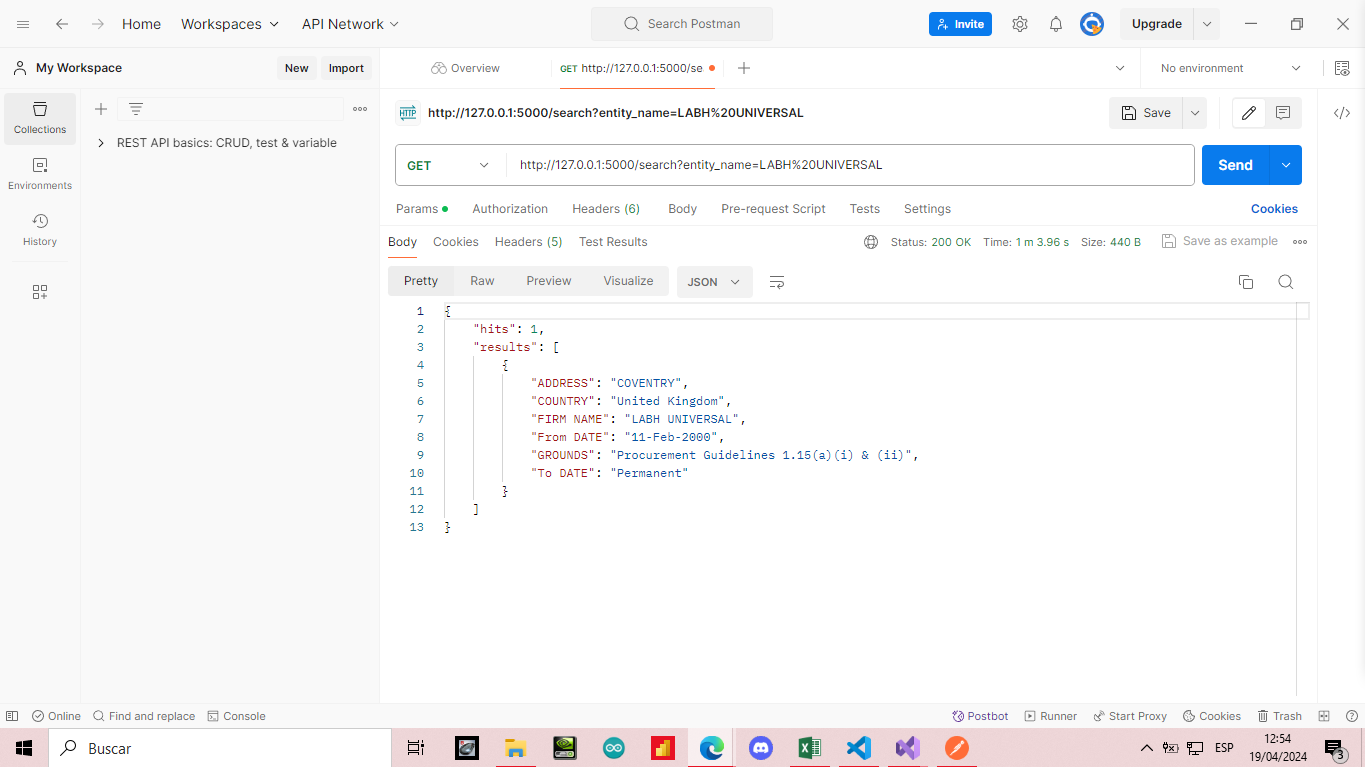 Home Workspaces API Network Search Postman Invite Upgrade
My Workspace New Import Overview GET http://127.0.0.1:5000/se No environment
Collections
REST API basics: CRUD, test & variable
Environments
History
HTTP http://127.0.0.1:5000/search?entity_name=LABH%20UNIVERSAL Save
GET http://127.0.0.1:5000/search?entity_name=LABH%20UNIVERSAL Send
Params Authorization Headers (6) Body Pre-request Script Tests Settings Cookies
Body Cookies Headers (5) Test Results Status: 200 OK Time: 1 m 3.96 s Size: 440 B Save as example
Pretty Raw Preview Visualize JSON
1 {
2 "hits": 1,
3 "results": [
4 {
5 "ADDRESS": "COVENTRY",
6 "COUNTRY": "United Kingdom",
7 "FIRM NAME": "LABH UNIVERSAL",
8 "From DATE": "11-Feb-2000",
9 "GROUNDS": "Procurement Guidelines 1.15(a)(i) & (ii)",
10 "To DATE": "Permanent"
11 }
12 ]
13 }
Online Find and replace Console Postbot Runner Start Proxy Cookies Trash
Buscar ESP 12:54
19/04/2024 3